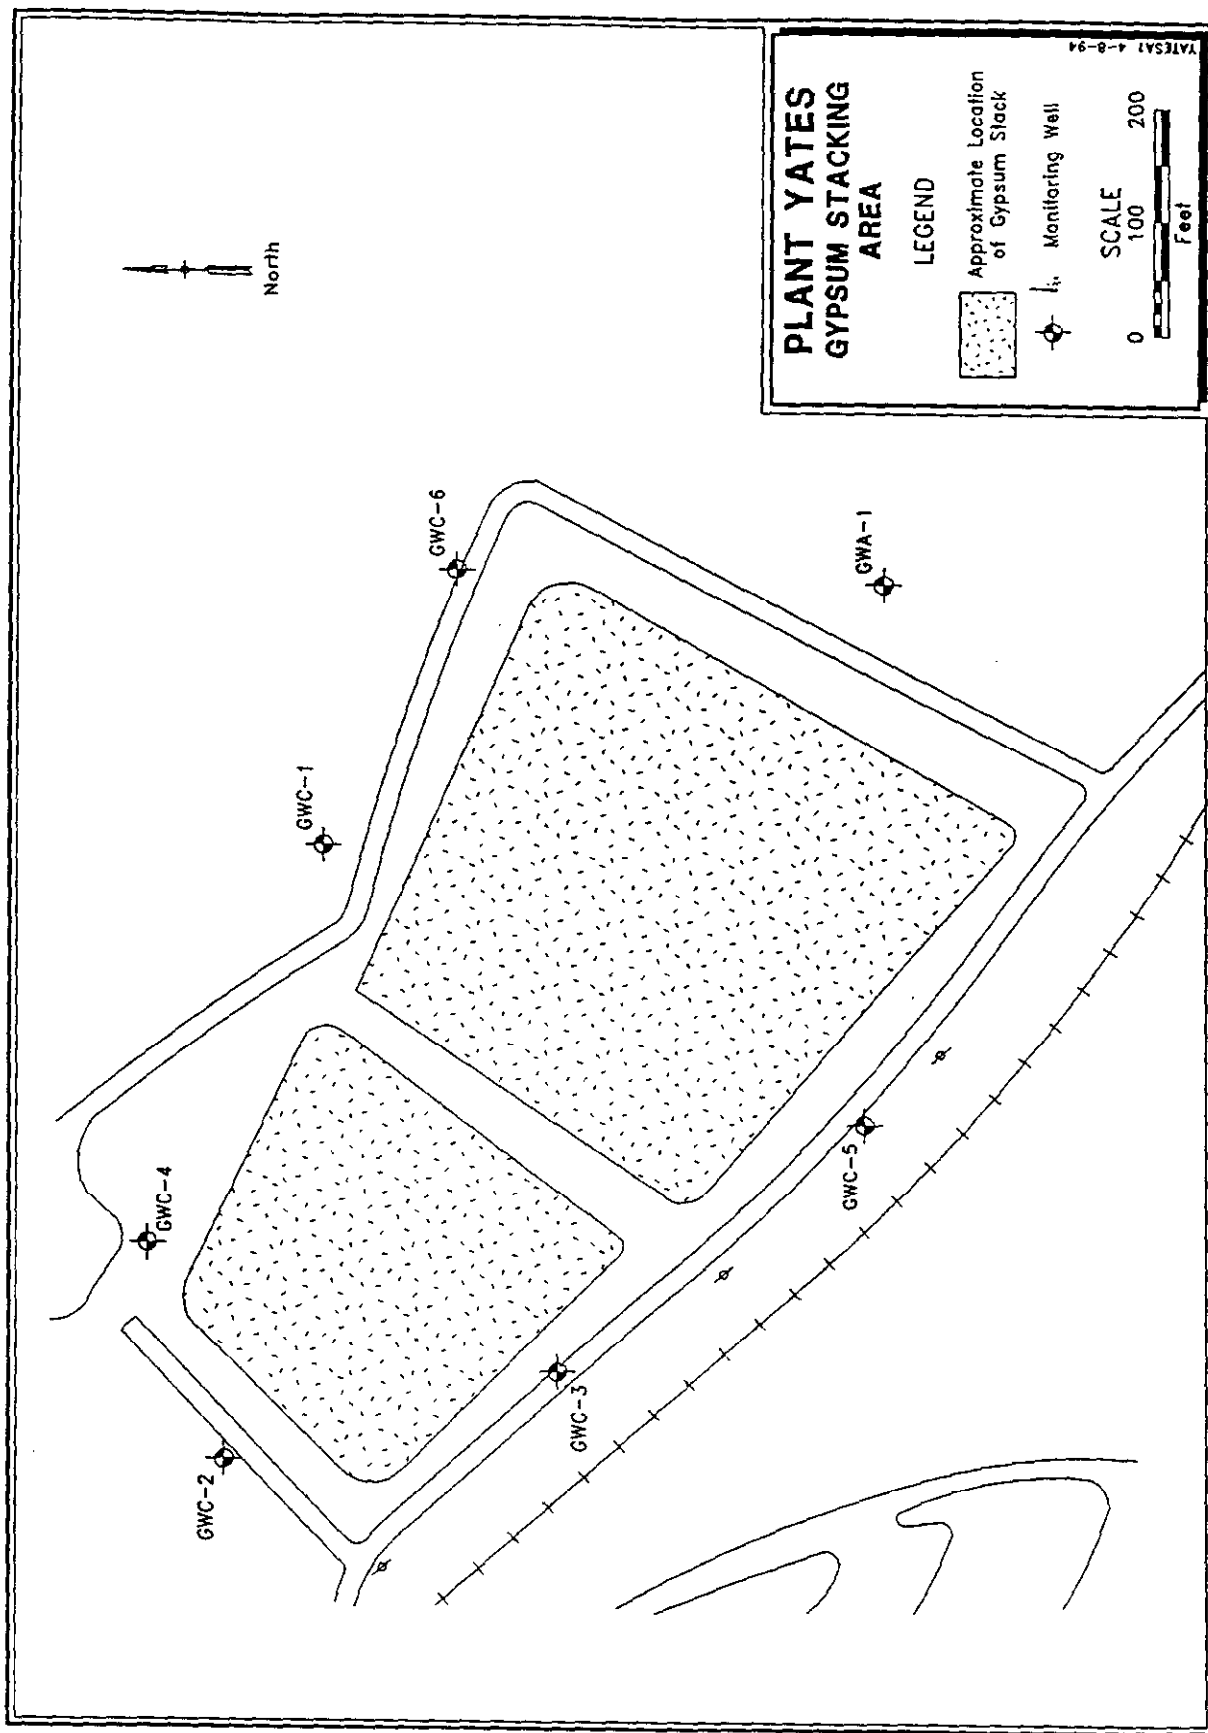 PLANT YATES
GYPSUM STACKING
AREA
LEGEND
Approximate Location
of Gypsum Stack
Monitoring Well
SCALE
0 100 200
Feet
YATESA1 4-8-94
North
GWC-6
GWA-1
GWC-1
GWC-4
GWC-5
GWC-3
GWC-2